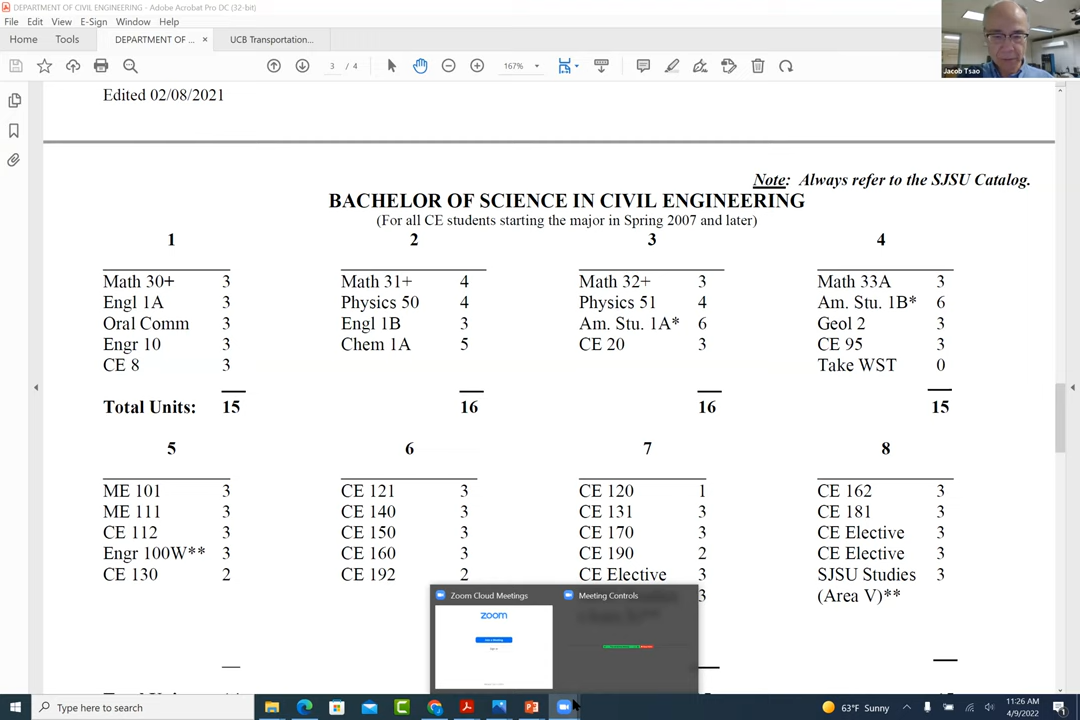 DEPARTMENT OF CIVIL ENGINEERING - Adobe Acrobat Pro DC (32-bit)
File Edit View E-Sign Window Help
Home Tools DEPARTMENT OF ... × UCB Transportation...
3 / 4 167%
Jacob Tsao
Edited 02/08/2021
Note: Always refer to the SJSU Catalog.
BACHELOR OF SCIENCE IN CIVIL ENGINEERING
(For all CE students starting the major in Spring 2007 and later)
1 2 3 4
Math 30+ 3 Math 31+ 4 Math 32+ 3 Math 33A 3
Engl 1A 3 Physics 50 4 Physics 51 4 Am. Stu. 1B* 6
Oral Comm 3 Engl 1B 3 Am. Stu. 1A* 6 Geol 2 3
Engr 10 3 Chem 1A 5 CE 20 3 CE 95 3
CE 8 3 Take WST 0
Total Units: 15 16 16 15
5 6 7 8
ME 101 3 CE 121 3 CE 120 1 CE 162 3
ME 111 3 CE 140 3 CE 131 3 CE 181 3
CE 112 3 CE 150 3 CE 170 3 CE Elective 3
Engr 100W** 3 CE 160 3 CE 190 2 CE Elective 3
CE 130 2 CE 192 2 CE Elective 3 SJSU Studies 3
3 (Area V)**
Zoom Cloud Meetings Meeting Controls
zoom
Type here to search
63°F Sunny
11:26 AM
4/9/2022